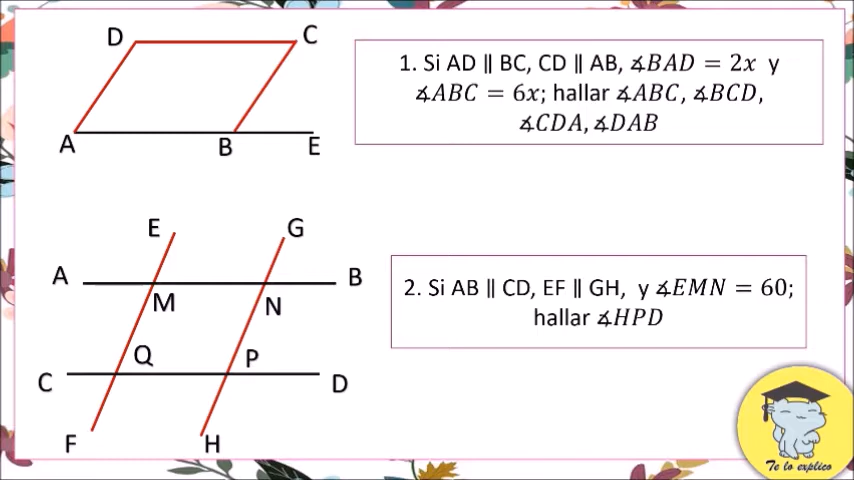 D
C
A
B
E
1. Si AD ∥ BC, CD ∥ AB, ∡BAD = 2x y
∡ABC = 6x; hallar ∡ABC, ∡BCD,
∡CDA, ∡DAB
E
G
A
B
M
N
Q
P
C
D
F
H
2. Si AB ∥ CD, EF ∥ GH, y ∡EMN = 60;
hallar ∡HPD
Te lo explico